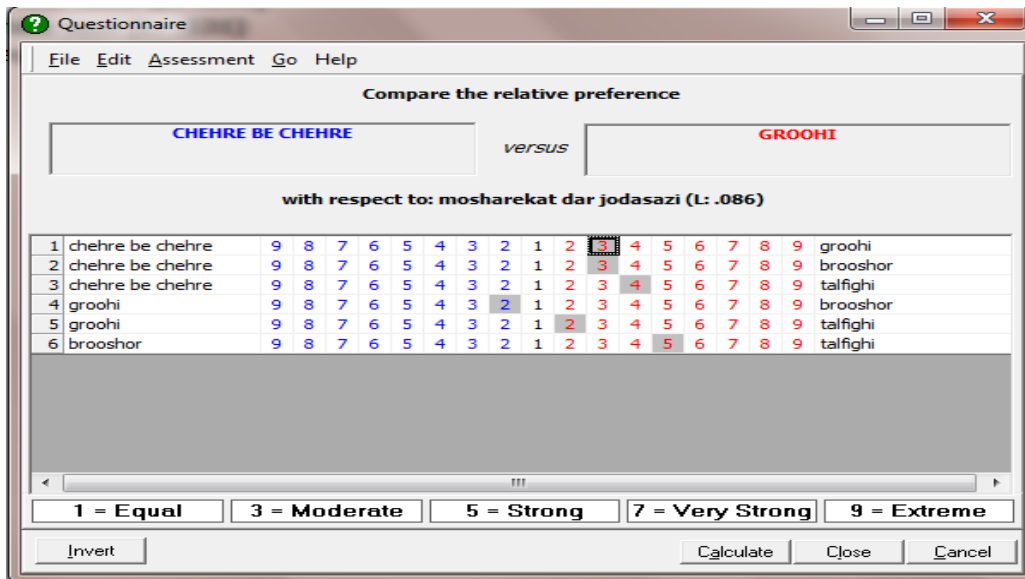 Questionnaire
File Edit Assessment Go Help
Compare the relative preference
CHEHRE BE CHEHRE versus GROOHI
with respect to: mosharekat dar jodasazi (L: .086)
1 chehre be chehre 9 8 7 6 5 4 3 2 1 2 3 4 5 6 7 8 9 groohi
2 chehre be chehre 9 8 7 6 5 4 3 2 1 2 3 4 5 6 7 8 9 brooshor
3 chehre be chehre 9 8 7 6 5 4 3 2 1 2 3 4 5 6 7 8 9 talfighi
4 groohi 9 8 7 6 5 4 3 2 1 2 3 4 5 6 7 8 9 brooshor
5 groohi 9 8 7 6 5 4 3 2 1 2 3 4 5 6 7 8 9 talfighi
6 brooshor 9 8 7 6 5 4 3 2 1 2 3 4 5 6 7 8 9 talfighi
1 = Equal 3 = Moderate 5 = Strong 7 = Very Strong 9 = Extreme
Invert Calculate Close Cancel